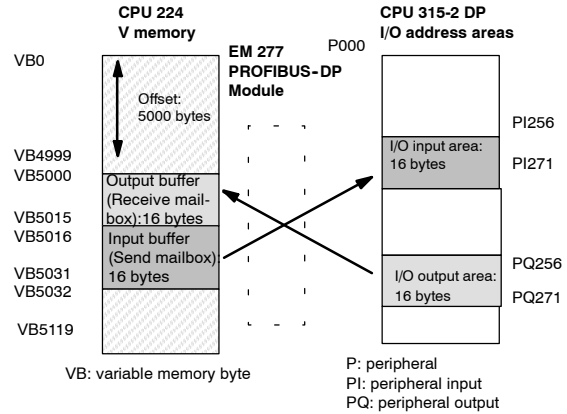 CPU 224
V memory
CPU 315-2 DP
I/O address areas
EM 277
PROFIBUS-DP
Module
P000
VB0
Offset:
5000 bytes
VB4999
VB5000
VB5015
VB5016
VB5031
VB5032
VB5119
Output buffer
(Receive mail-
box):16 bytes
Input buffer
(Send mailbox):
16 bytes
I/O input area:
16 bytes
PI256
PI271
I/O output area:
16 bytes
PQ256
PQ271
VB: variable memory byte
P: peripheral
PI: peripheral input
PQ: peripheral output